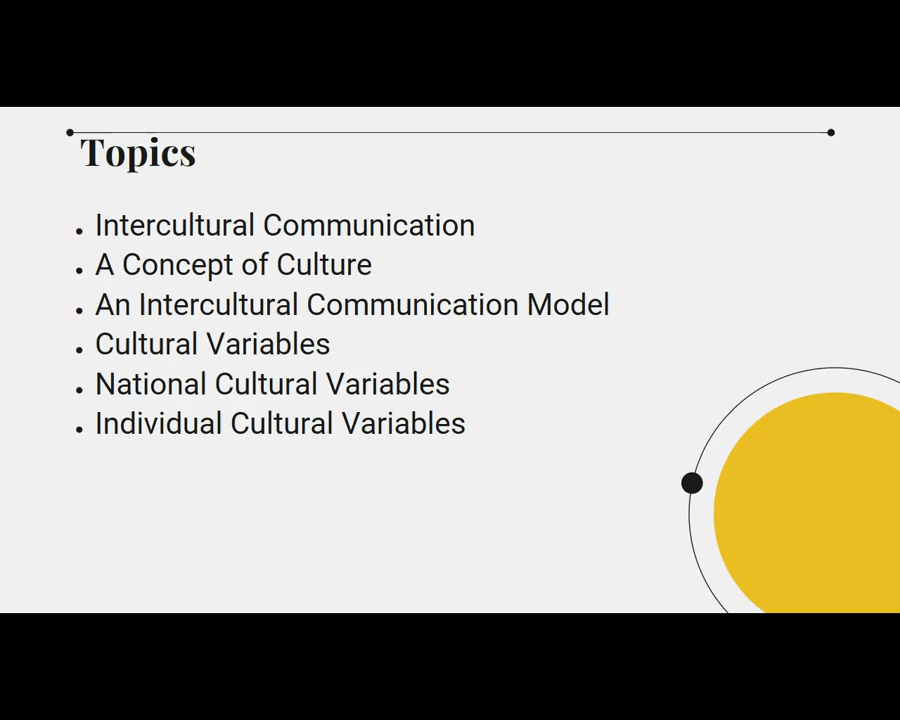 Topics
• Intercultural Communication
• A Concept of Culture
• An Intercultural Communication Model
• Cultural Variables
• National Cultural Variables
• Individual Cultural Variables